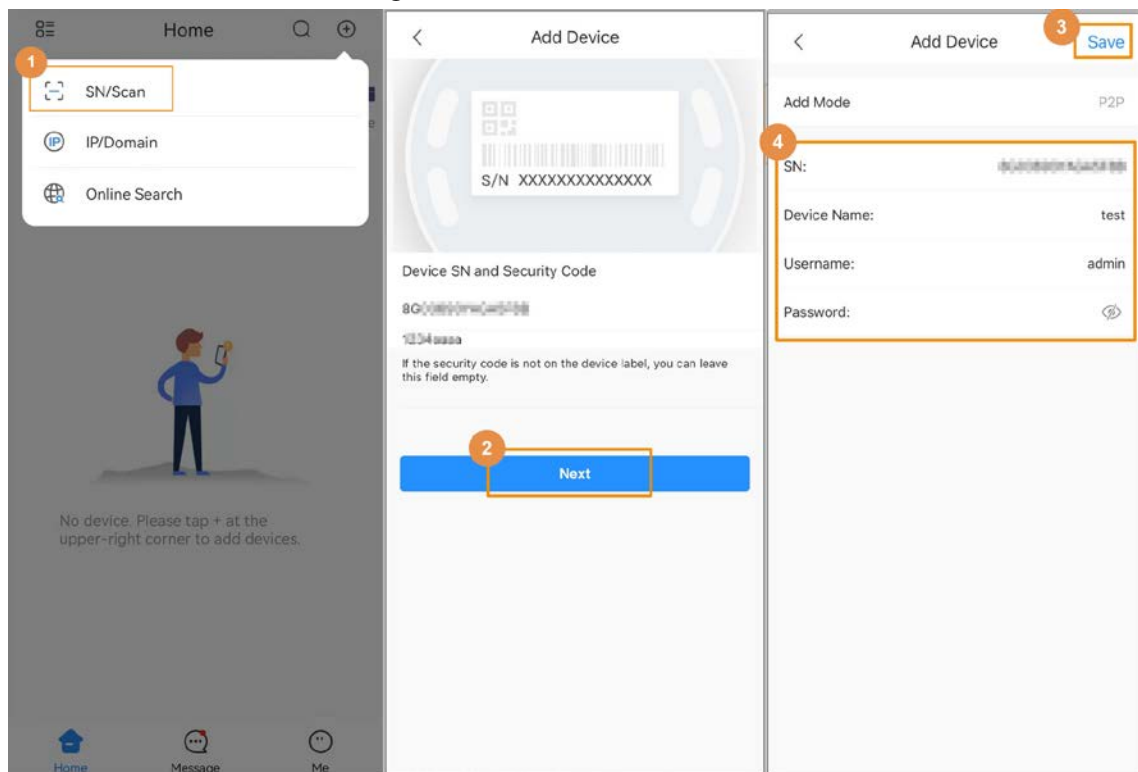 Home
1
SN/Scan
IP/Domain
Online Search
No device. Please tap + at the
upper-right corner to add devices.
Home
Message
Me
Add Device
S/N XXXXXXXXXXXXXX
Device SN and Security Code
8G
1234aaaa
If the security code is not on the device label, you can leave
this field empty.
2
Next
3
Add Device
Save
Add Mode
P2P
4
SN:
Device Name:
test
Username:
admin
Password: